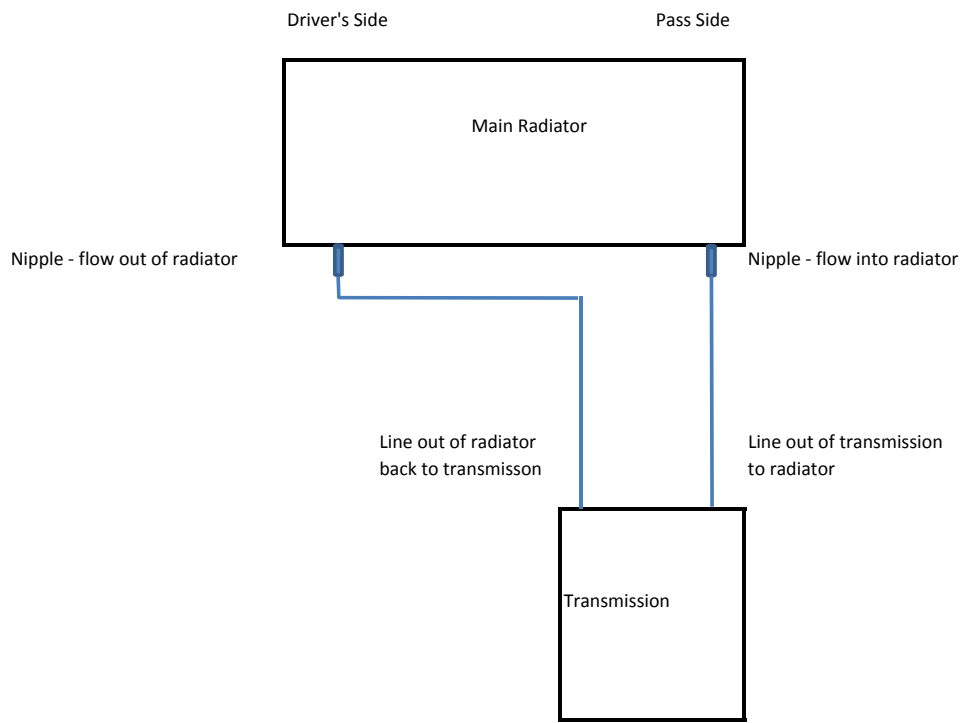 Driver's Side
Pass Side
Main Radiator
Nipple - flow out of radiator
Nipple - flow into radiator
Line out of radiator
back to transmisson
Line out of transmission
to radiator
Transmission